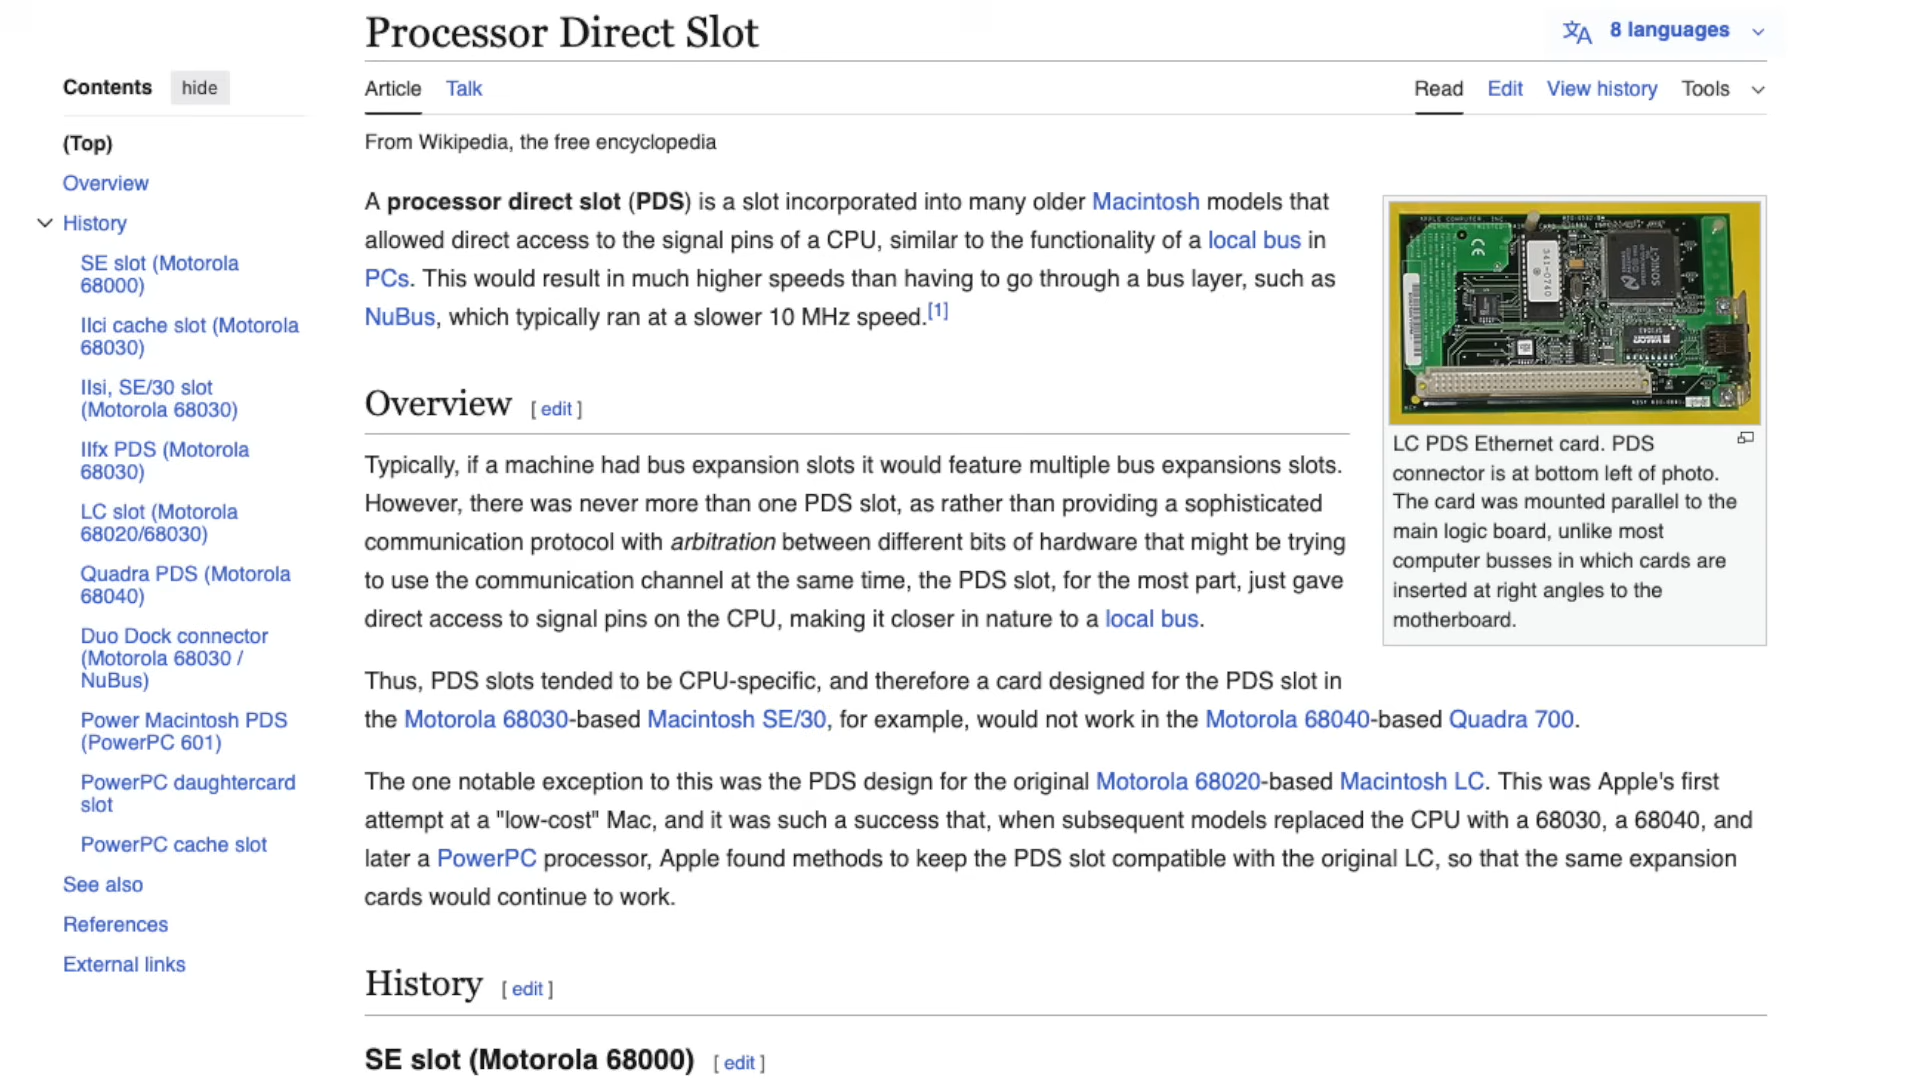 Processor Direct Slot
8 languages
Contents hide
Article Talk
Read Edit View history Tools
(Top)
From Wikipedia, the free encyclopedia
Overview
History
SE slot (Motorola
68000)
IIci cache slot (Motorola
68030)
IIsi, SE/30 slot
(Motorola 68030)
IIfx PDS (Motorola
68030)
LC slot (Motorola
68020/68030)
Quadra PDS (Motorola
68040)
Duo Dock connector
(Motorola 68030 /
NuBus)
Power Macintosh PDS
(PowerPC 601)
PowerPC daughtercard
slot
PowerPC cache slot
See also
References
External links
A processor direct slot (PDS) is a slot incorporated into many older Macintosh models that
allowed direct access to the signal pins of a CPU, similar to the functionality of a local bus in
PCs. This would result in much higher speeds than having to go through a bus layer, such as
NuBus, which typically ran at a slower 10 MHz speed.[1]
APPLE COMPUTER INC
341-0740
SONIC-T
VALOR
LC PDS Ethernet card. PDS
connector is at bottom left of photo.
The card was mounted parallel to the
main logic board, unlike most
computer busses in which cards are
inserted at right angles to the
motherboard.
Overview [ edit ]
Typically, if a machine had bus expansion slots it would feature multiple bus expansions slots.
However, there was never more than one PDS slot, as rather than providing a sophisticated
communication protocol with arbitration between different bits of hardware that might be trying
to use the communication channel at the same time, the PDS slot, for the most part, just gave
direct access to signal pins on the CPU, making it closer in nature to a local bus.
Thus, PDS slots tended to be CPU-specific, and therefore a card designed for the PDS slot in
the Motorola 68030-based Macintosh SE/30, for example, would not work in the Motorola 68040-based Quadra 700.
The one notable exception to this was the PDS design for the original Motorola 68020-based Macintosh LC. This was Apple's first
attempt at a "low-cost" Mac, and it was such a success that, when subsequent models replaced the CPU with a 68030, a 68040, and
later a PowerPC processor, Apple found methods to keep the PDS slot compatible with the original LC, so that the same expansion
cards would continue to work.
History [ edit ]
SE slot (Motorola 68000) [ edit ]